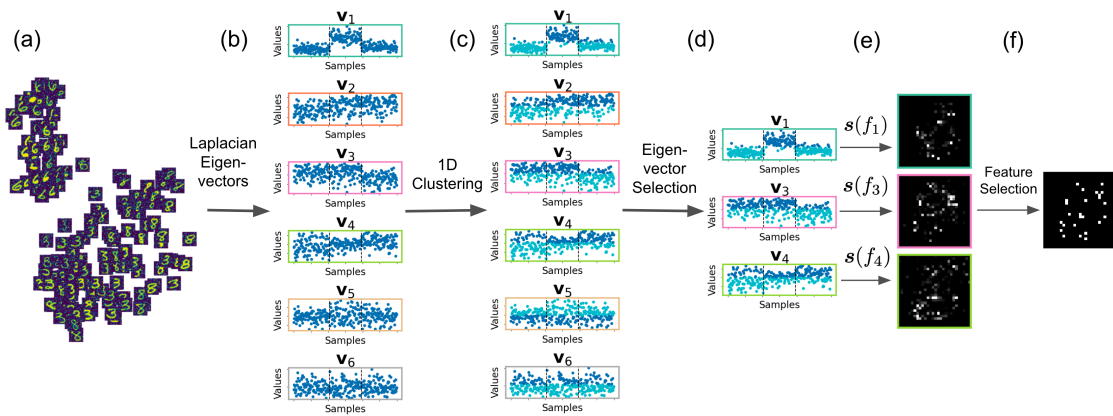 (a)
(b)
(c)
(d)
(e)
(f)
Laplacian
Eigen-
vectors
v1
Values
Samples
v2
Values
Samples
v3
Values
Samples
v4
Values
Samples
v5
Values
Samples
v6
Values
Samples
1D
Clustering
v1
Values
Samples
v2
Values
Samples
v3
Values
Samples
v4
Values
Samples
v5
Values
Samples
v6
Values
Samples
Eigen-
vector
Selection
v1
Values
Samples
v3
Values
Samples
v4
Values
Samples
s(f1)
s(f3)
s(f4)
Feature
Selection